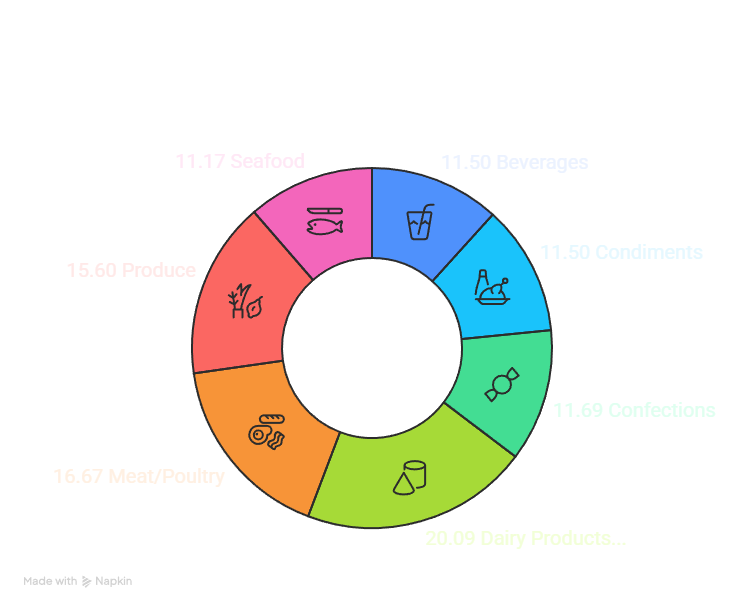 11.17 Seafood
11.50 Beverages
11.50 Condiments
15.60 Produce
11.69 Confections
16.67 Meat/Poultry
20.09 Dairy Products...
Made with Napkin